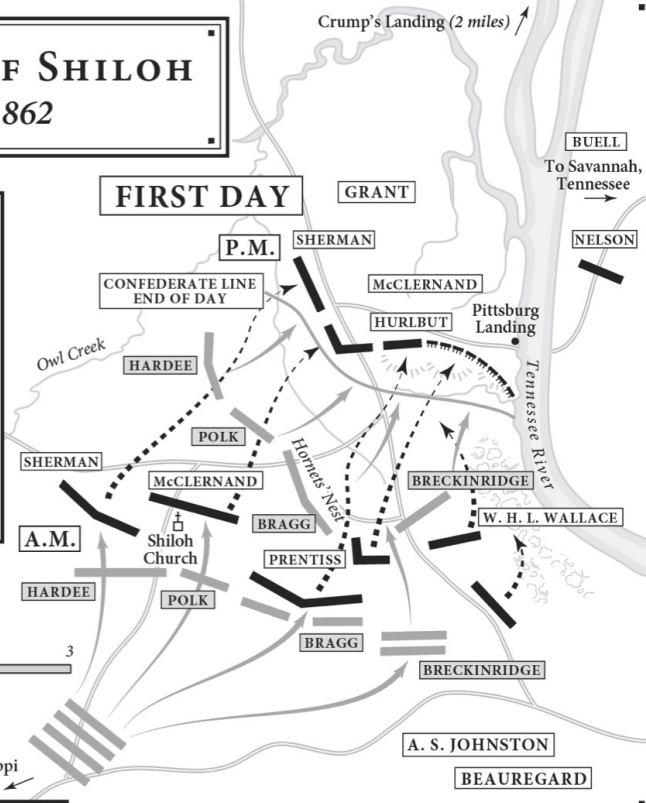 Crump's Landing (2 miles)
F SHILOH
862
BUELL
To Savannah,
Tennessee
FIRST DAY
GRANT
P.M.
SHERMAN
NELSON
CONFEDERATE LINE
END OF DAY
McCLERNAND
HURLBUT
Pittsburg
Landing
Owl Creek
HARDEE
Tennessee River
POLK
Hornets' Nest
SHERMAN
McCLERNAND
BRECKINRIDGE
BRAGG
W. H. L. WALLACE
A.M.
Shiloh
Church
PRENTISS
HARDEE
POLK
BRAGG
3
BRECKINRIDGE
A. S. JOHNSTON
ppi
BEAUREGARD